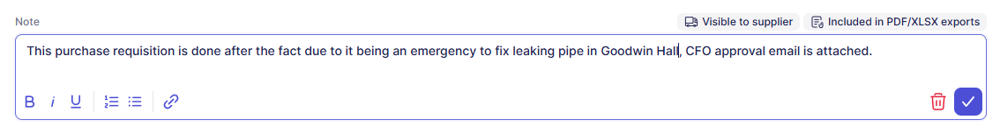 Note
Visible to supplier
Included in PDF/XLSX exports
This purchase requisition is done after the fact due to it being an emergency to fix leaking pipe in Goodwin Hall, CFO approval email is attached.
B i U